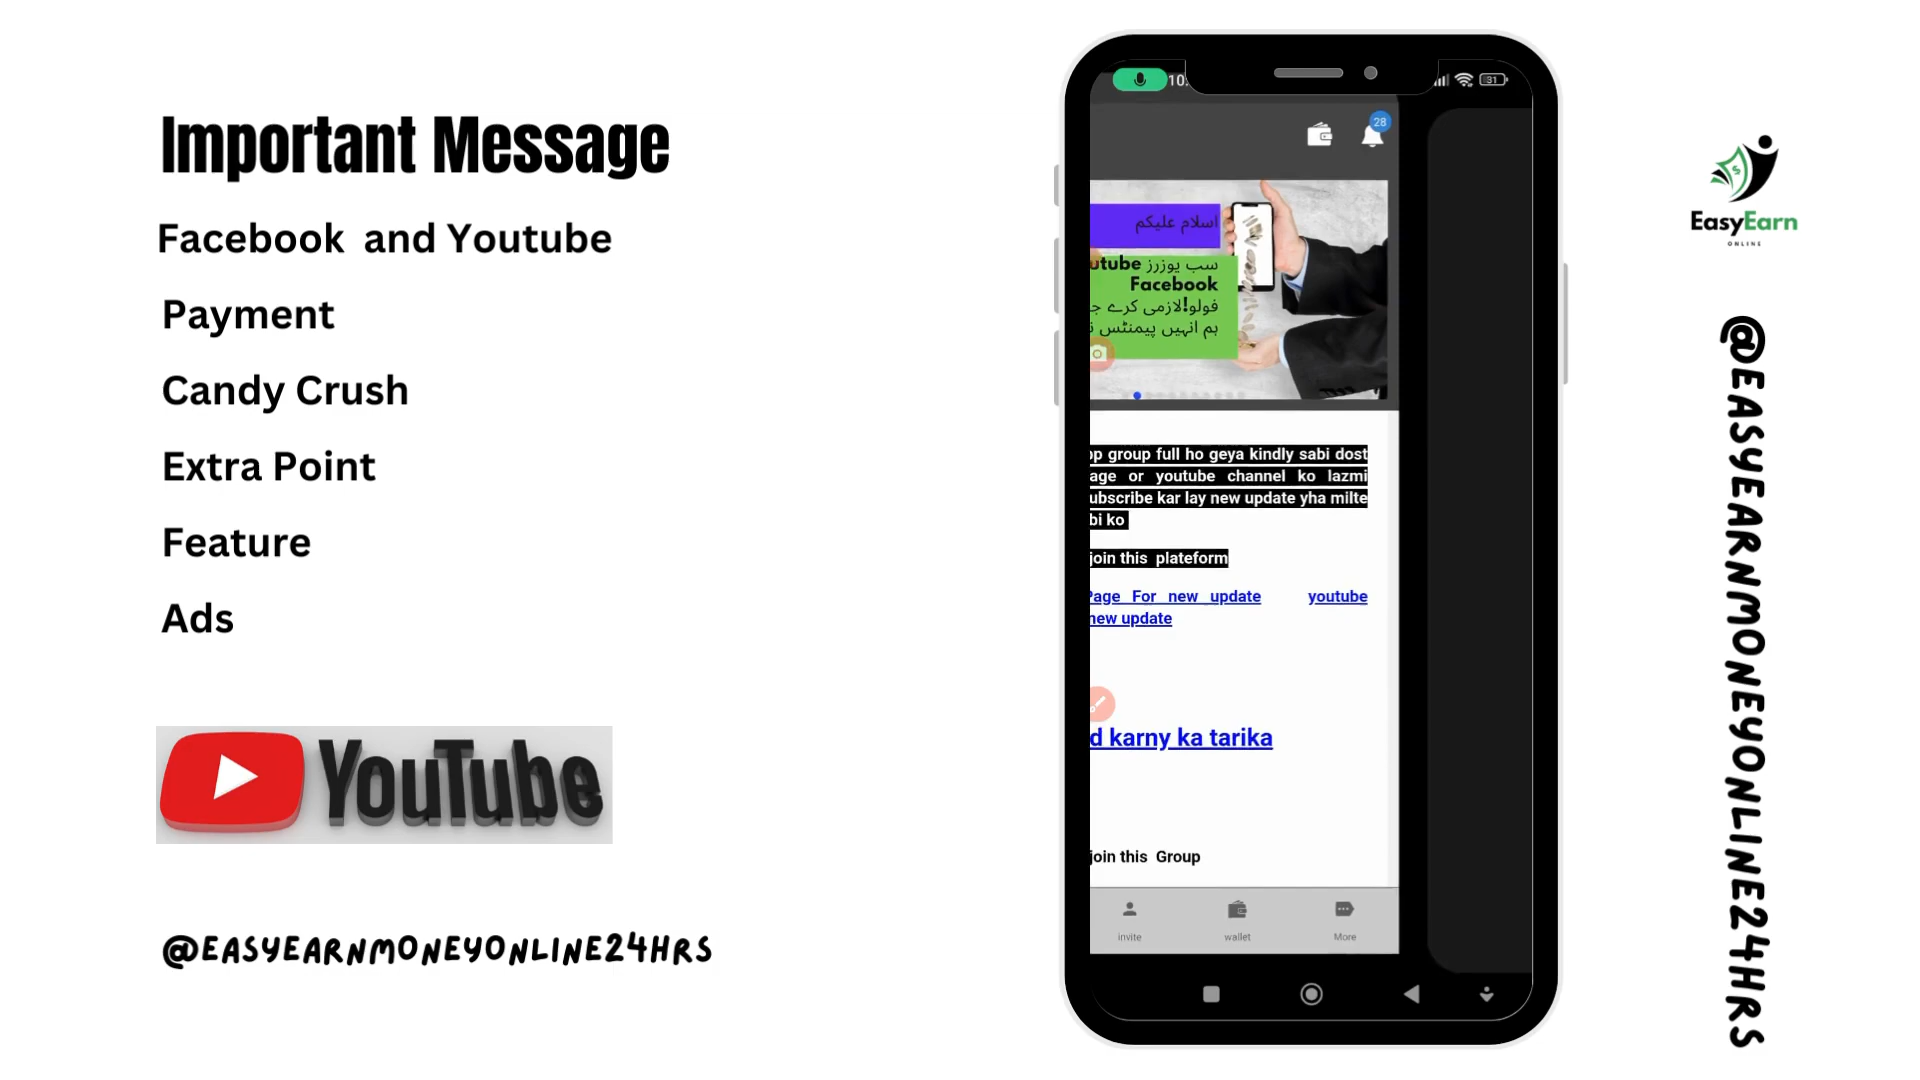 Important Message
Facebook and Youtube
Payment
Candy Crush
Extra Point
Feature
Ads
YouTube
@EASYEARNMONEYONLINE24HRS
10
31
28
اسلام علیکم
سب یوزرز utube
Facebook
فولو!لازمی کرے
ہم انہیں پیمنٹس
group full ho geya kindly sabi dost
age or youtube channel ko lazmi
ubscribe kar lay new update yha milte
bi ko
join this plateform
Page For new update youtube
new update
d karny ka tarika
join this Group
invite
wallet
More
EasyEarn
ONLINE
@EASYEARNMONEYONLINE24HRS